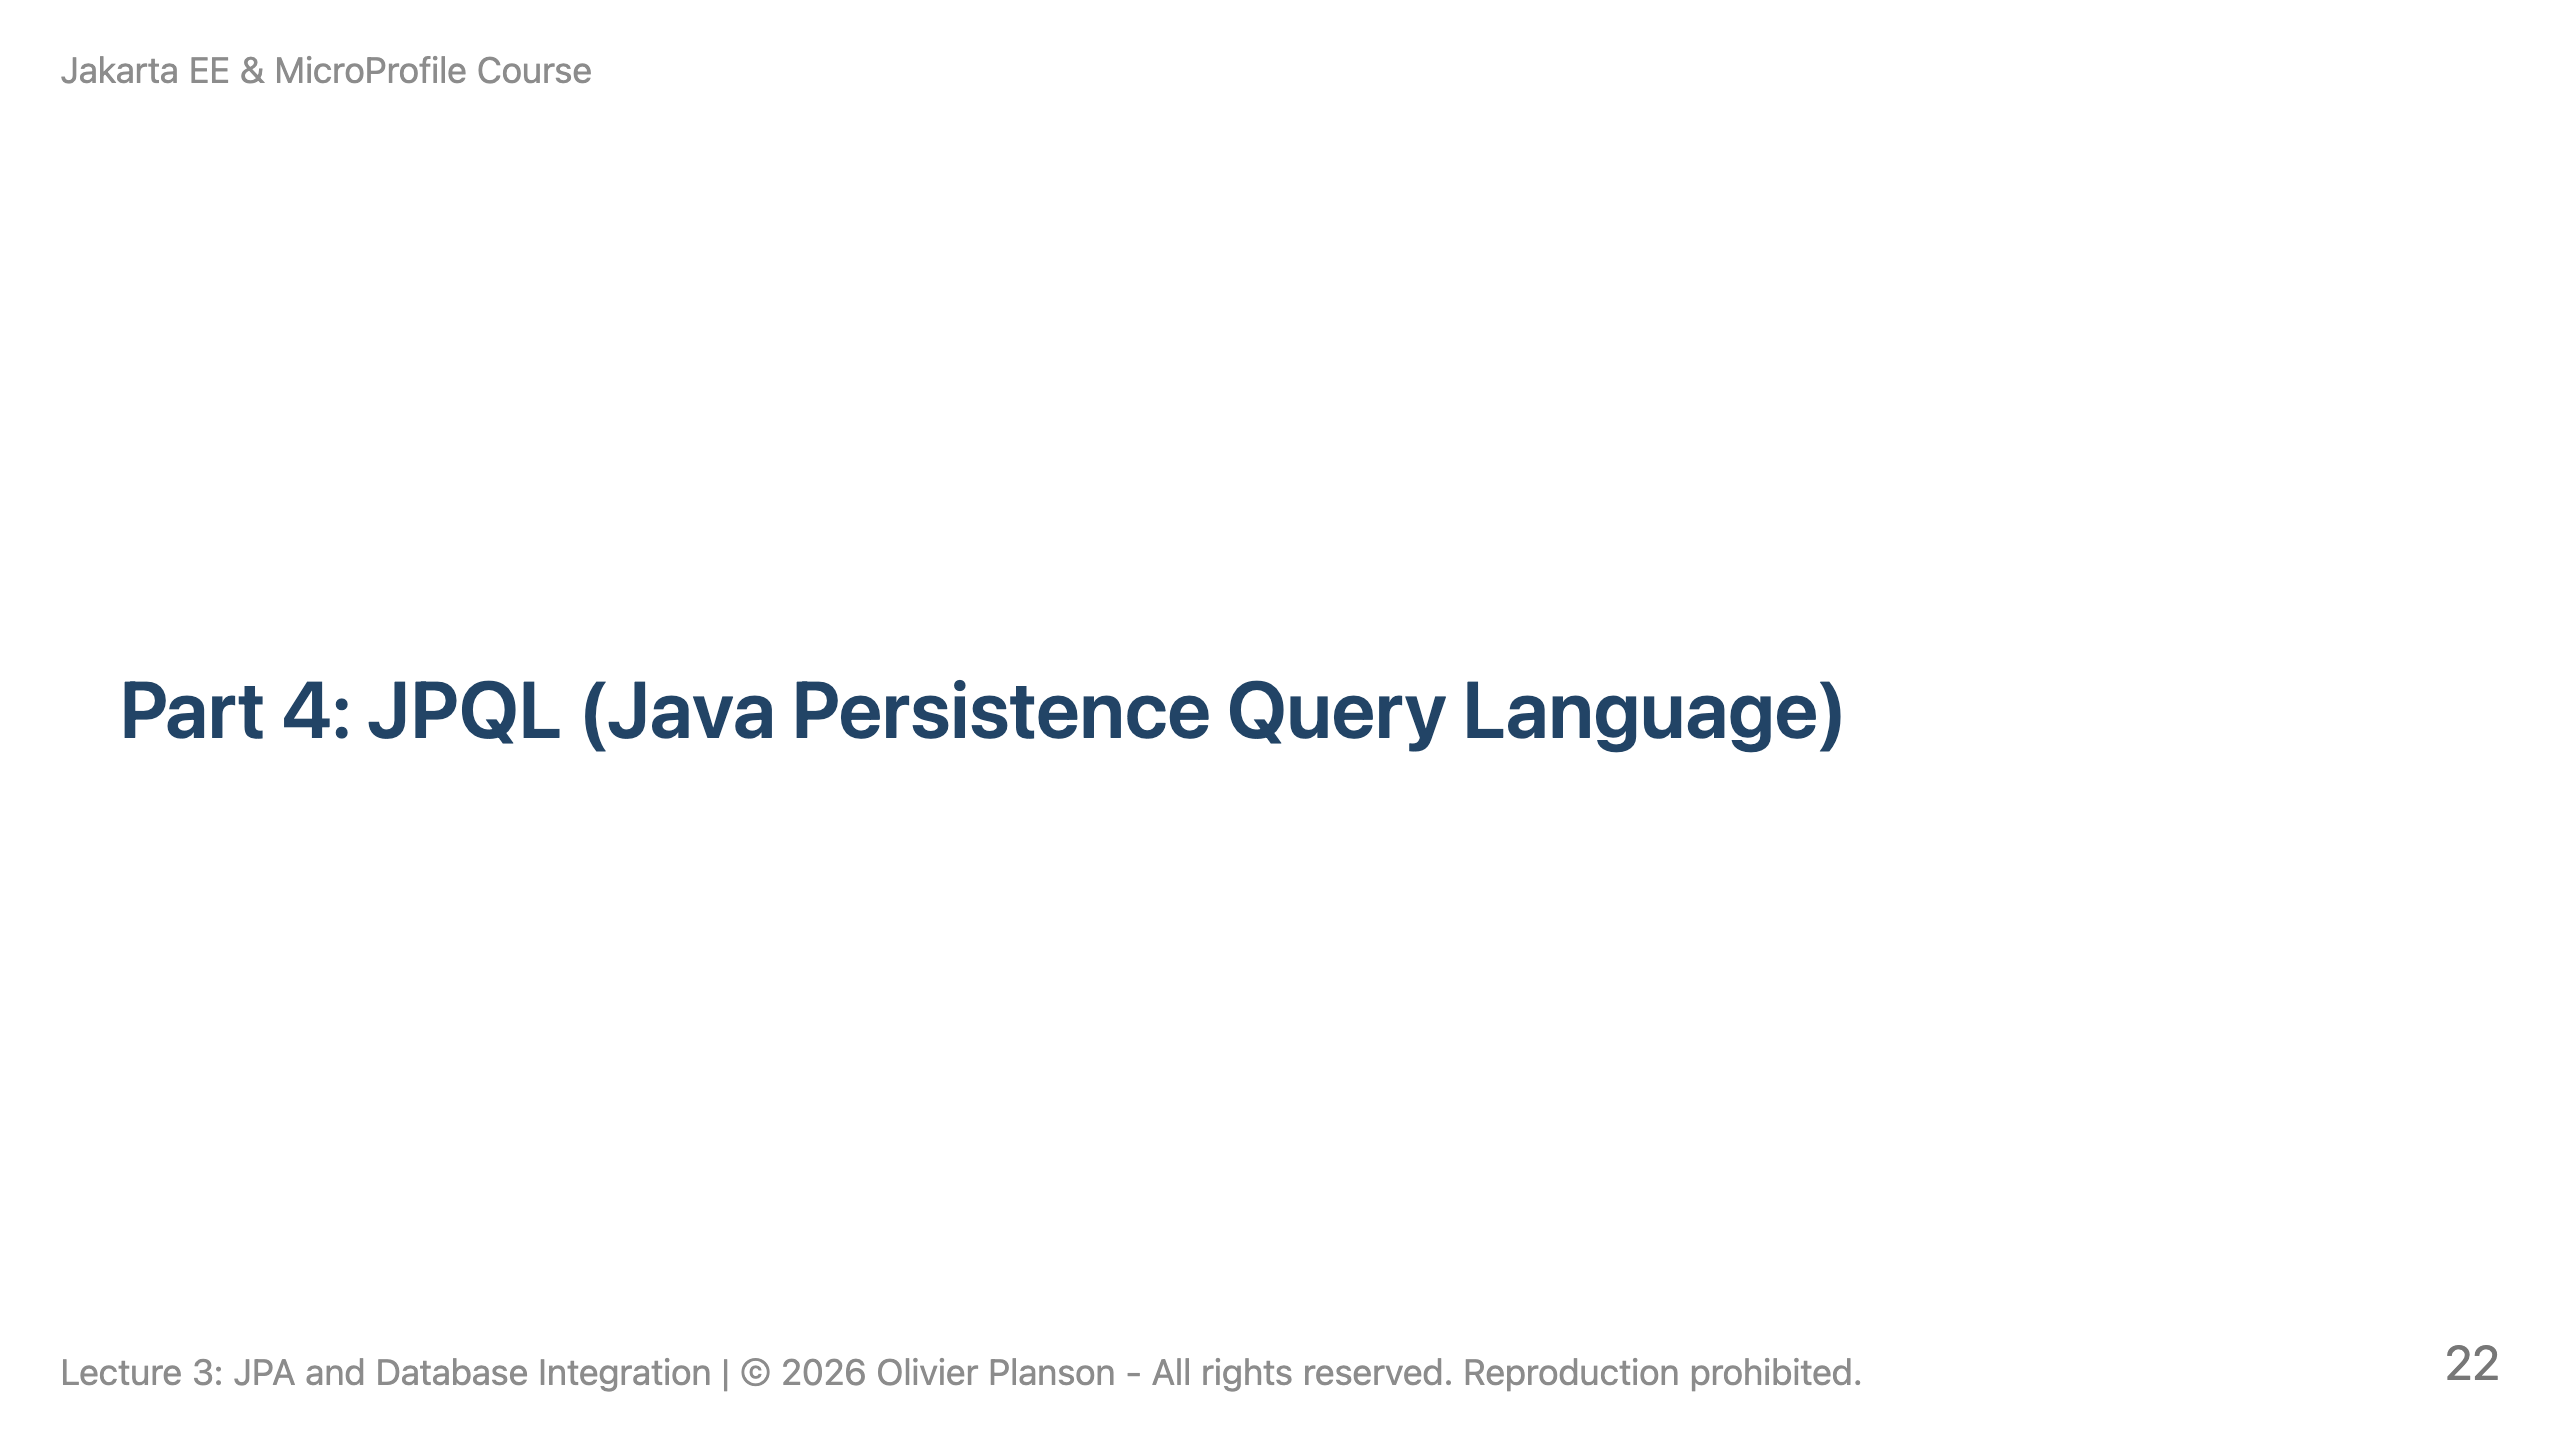 Jakarta EE & MicroProfile Course
Part 4: JPQL (Java Persistence Query Language)
Lecture 3: JPA and Database Integration | © 2026 Olivier Planson - All rights reserved. Reproduction prohibited.
22